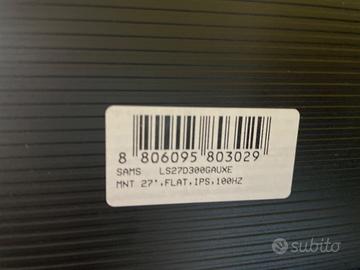 8 806095 803029
SAMS LS27D300GAUXE
MNT 27",FLAT,IPS,100HZ
subito